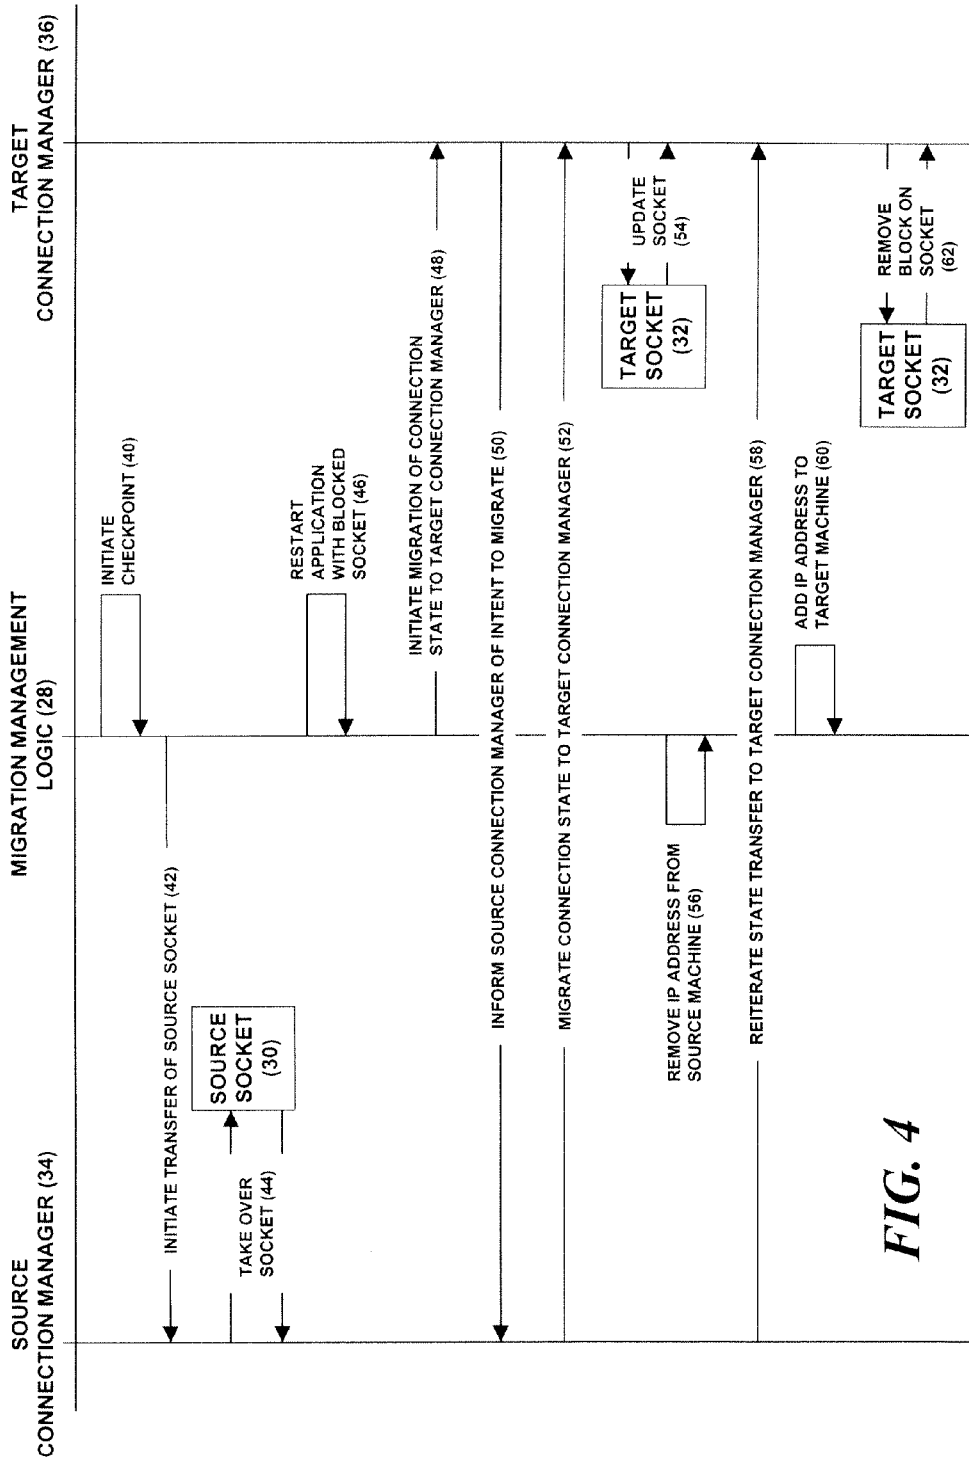 SOURCE
CONNECTION MANAGER (34)
MIGRATION MANAGEMENT
LOGIC (28)
TARGET
CONNECTION MANAGER (36)
INITIATE
CHECKPOINT (40)
INITIATE TRANSFER OF SOURCE SOCKET (42)
SOURCE
SOCKET
(30)
TAKE OVER
SOCKET (44)
RESTART
APPLICATION
WITH BLOCKED
SOCKET (46)
INITIATE MIGRATION OF CONNECTION
STATE TO TARGET CONNECTION MANAGER (48)
INFORM SOURCE CONNECTION MANAGER OF INTENT TO MIGRATE (50)
MIGRATE CONNECTION STATE TO TARGET CONNECTION MANAGER (52)
TARGET
SOCKET
(32)
UPDATE
SOCKET
(54)
REMOVE IP ADDRESS FROM
SOURCE MACHINE (56)
REITERATE STATE TRANSFER TO TARGET CONNECTION MANAGER (58)
ADD IP ADDRESS TO
TARGET MACHINE (60)
TARGET
SOCKET
(32)
REMOVE
BLOCK ON
SOCKET
(62)
FIG. 4